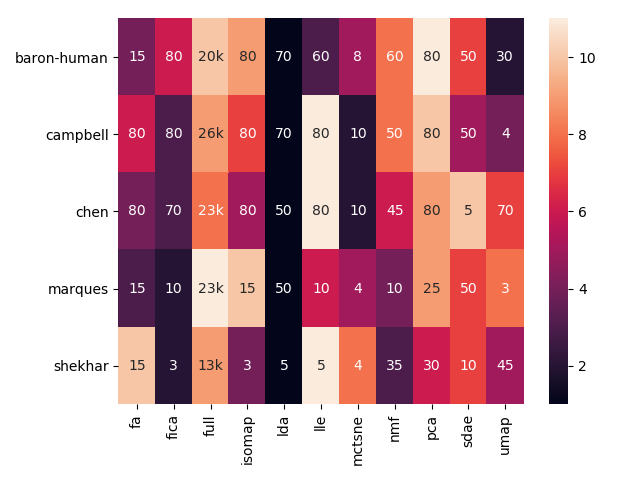 baron-human 15 80 20k 80 70 60 8 60 80 50 30
campbell 80 80 26k 80 70 80 10 50 80 50 4
chen 80 70 23k 80 50 80 10 45 80 5 70
marques 15 10 23k 15 50 10 4 10 25 50 3
shekhar 15 3 13k 3 5 5 4 35 30 10 45
fa fica full isomap lda lle mctsne nmf pca sdae umap
10
8
6
4
2